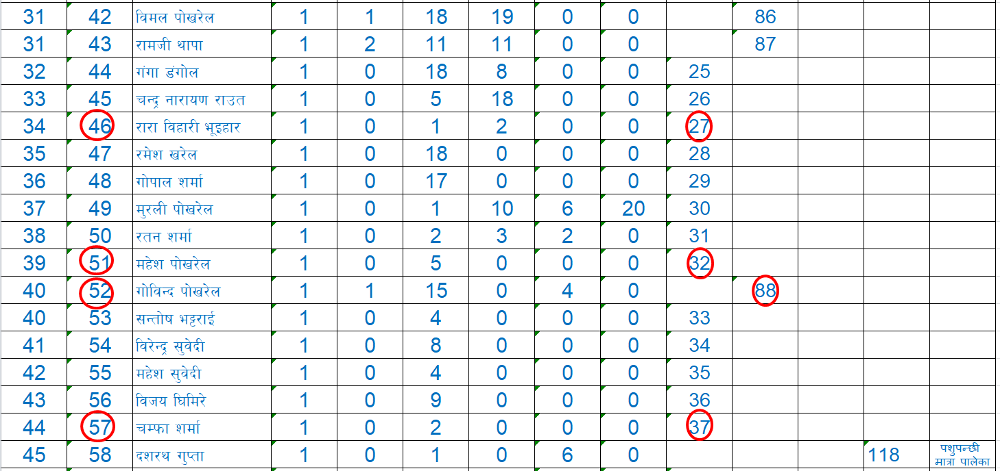 31 42 विमल पोखरेल 1 1 18 19 0 0 86
31 43 रामजी थापा 1 2 11 11 0 0 87
32 44 गंगा डंगोल 1 0 18 8 0 0 25
33 45 चन्द्र नारायण राउत 1 0 5 18 0 0 26
34 46 रारा विहारी भूइहार 1 0 1 2 0 0 27
35 47 रमेश खरेल 1 0 18 0 0 0 28
36 48 गोपाल शर्मा 1 0 17 0 0 0 29
37 49 मुरली पोखरेल 1 0 1 10 6 20 30
38 50 रतन शर्मा 1 0 2 3 2 0 31
39 51 महेश पोखरेल 1 0 5 0 0 0 32
40 52 गोविन्द पोखरेल 1 1 15 0 4 0 88
40 53 सन्तोष भट्टराई 1 0 4 0 0 0 33
41 54 विरेन्द्र सुवेदी 1 0 8 0 0 0 34
42 55 महेश सुवेदी 1 0 4 0 0 0 35
43 56 विजय घिमिरे 1 0 9 0 0 0 36
44 57 चम्फा शर्मा 1 0 2 0 0 0 37
45 58 दशरथ गुप्ता 1 0 1 0 6 0 118 पशुपन्छी
मात्रा पालेका